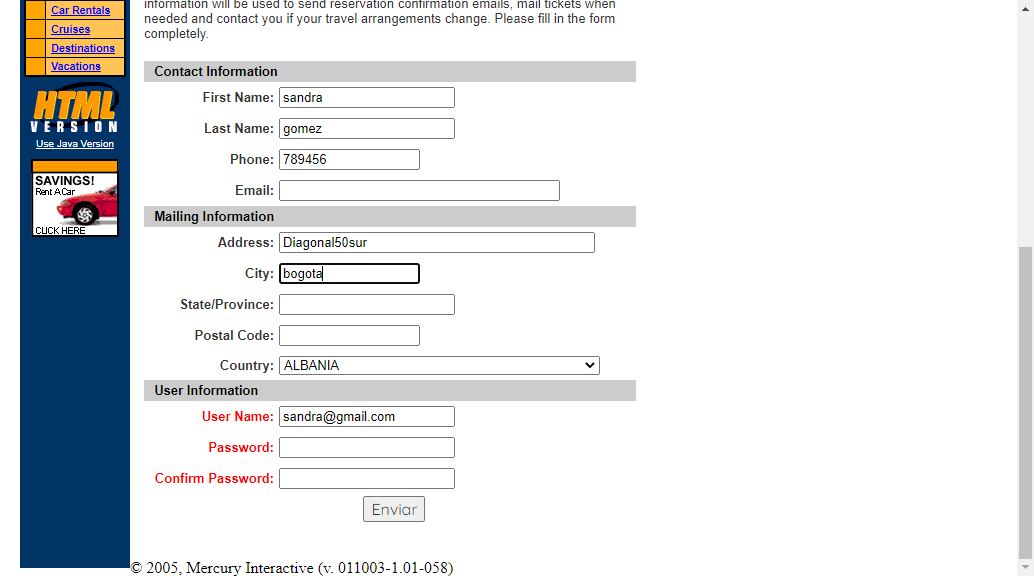 information will be used to send reservation confirmation emails, mail tickets when
needed and contact you if your travel arrangements change. Please fill in the form
completely.
Car Rentals
Cruises
Destinations
Vacations
HTML
VERSION
Use Java Version
SAVINGS!
Rent A Car
CLICK HERE
Contact Information
First Name: sandra
Last Name: gomez
Phone: 789456
Email:
Mailing Information
Address: Diagonal50sur
City: bogota
State/Province:
Postal Code:
Country: ALBANIA
User Information
User Name: sandra@gmail.com
Password:
Confirm Password:
Enviar
© 2005, Mercury Interactive (v. 011003-1.01-058)